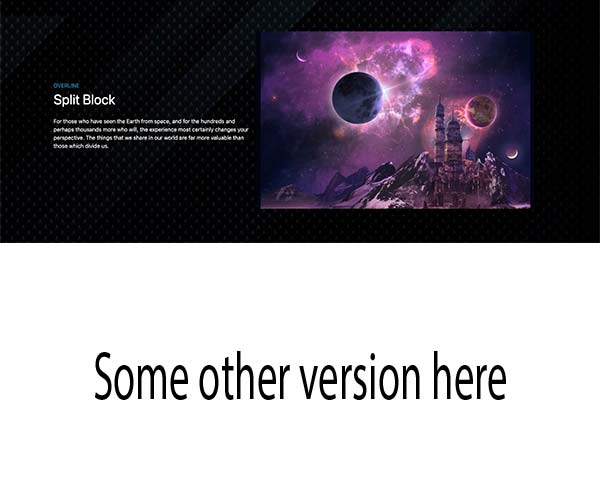 OVERLINE
Split Block
For those who have seen the Earth from space, and for the hundreds and
perhaps thousands more who will, the experience most certainly changes your
perspective. The things that we share in our world are far more valuable than
those which divide us.
Some other version here